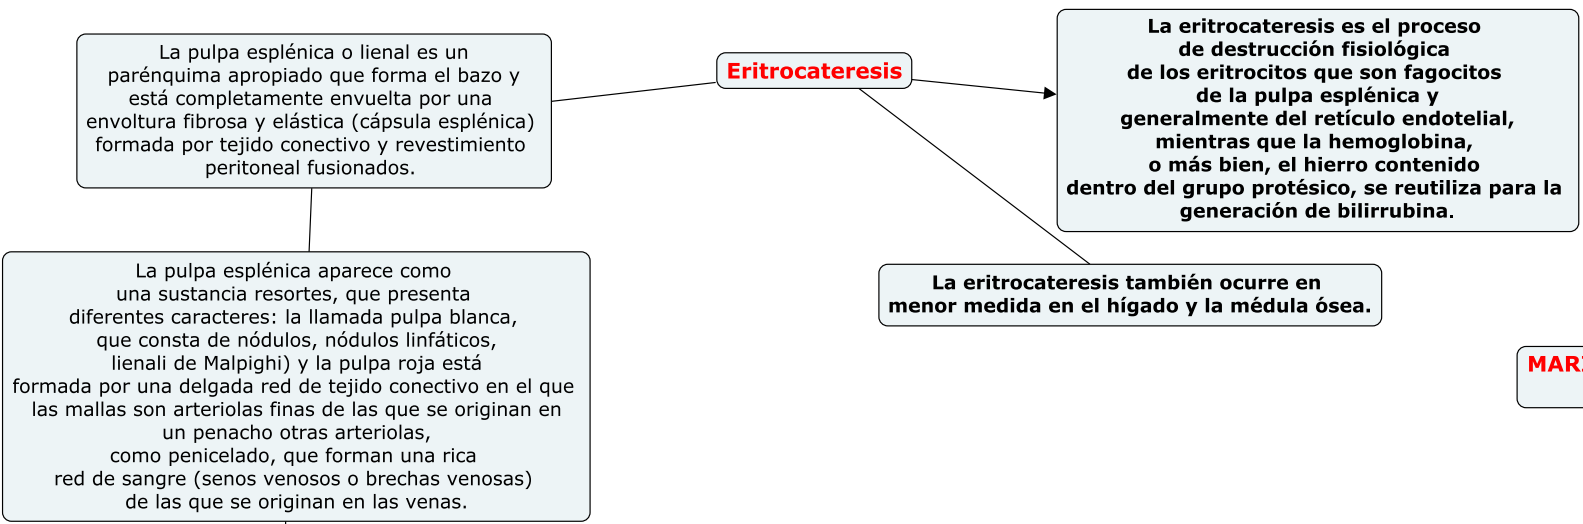 La pulpa esplénica o lienal es un
parénquima apropiado que forma el bazo y
está completamente envuelta por una
envoltura fibrosa y elástica (cápsula esplénica)
formada por tejido conectivo y revestimiento
peritoneal fusionados.
Eritrocateresis
La eritrocateresis es el proceso
de destrucción fisiológica
de los eritrocitos que son fagocitos
de la pulpa esplénica y
generalmente del retículo endotelial,
mientras que la hemoglobina,
o más bien, el hierro contenido
dentro del grupo protésico, se reutiliza para la
generación de bilirrubina.
La pulpa esplénica aparece como
una sustancia resortes, que presenta
diferentes caracteres: la llamada pulpa blanca,
que consta de nódulos, nódulos linfáticos,
lienali de Malpighi) y la pulpa roja está
formada por una delgada red de tejido conectivo en el que
las mallas son arteriolas finas de las que se originan en
un penacho otras arteriolas,
como penicelado, que forman una rica
red de sangre (senos venosos o brechas venosas)
de las que se originan en las venas.
La eritrocateresis también ocurre en
menor medida en el hígado y la médula ósea.